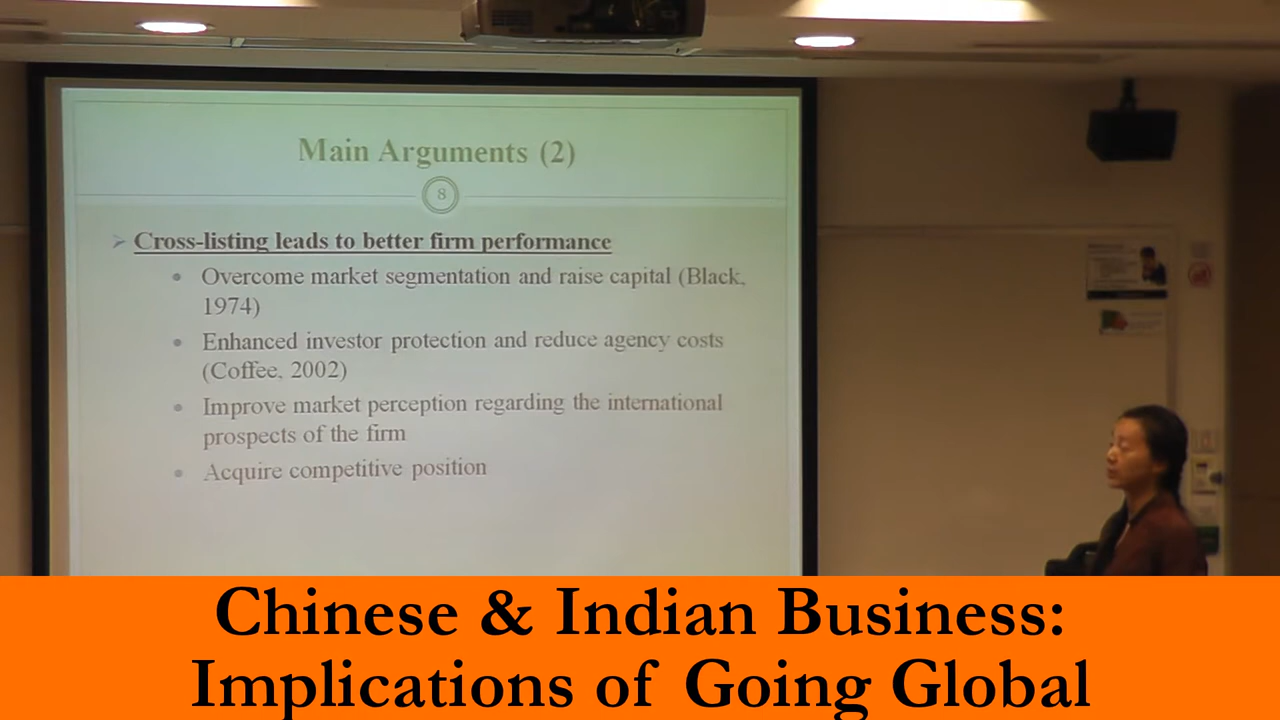 Main Arguments (2)
8
Cross-listing leads to better firm performance
Overcome market segmentation and raise capital (Black,
1974)
Enhanced investor protection and reduce agency costs
(Coffee, 2002)
Improve market perception regarding the international
prospects of the firm
Acquire competitive position
Chinese & Indian Business:
Implications of Going Global